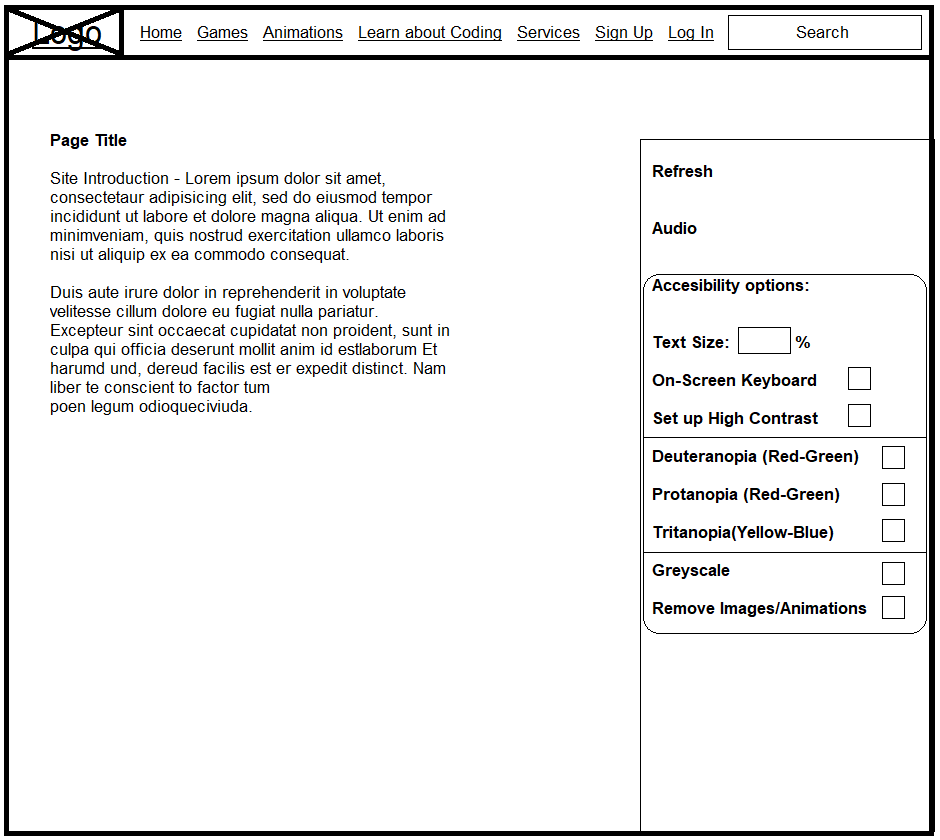 Logo
Home Games Animations Learn about Coding Services Sign Up Log In Search
Page Title
Site Introduction - Lorem ipsum dolor sit amet,
consectetaur adipisicing elit, sed do eiusmod tempor
incididunt ut labore et dolore magna aliqua. Ut enim ad
minimveniam, quis nostrud exercitation ullamco laboris
nisi ut aliquip ex ea commodo consequat.
Duis aute irure dolor in reprehenderit in voluptate
velitesse cillum dolore eu fugiat nulla pariatur.
Excepteur sint occaecat cupidatat non proident, sunt in
culpa qui officia deserunt mollit anim id estlaborum Et
harumd und, dereud facilis est er expedit distinct. Nam
liber te conscient to factor tum
poen legum odioqueciviuda.
Refresh
Audio
Accesibility options:
Text Size: %
On-Screen Keyboard
Set up High Contrast
Deuteranopia (Red-Green)
Protanopia (Red-Green)
Tritanopia(Yellow-Blue)
Greyscale
Remove Images/Animations